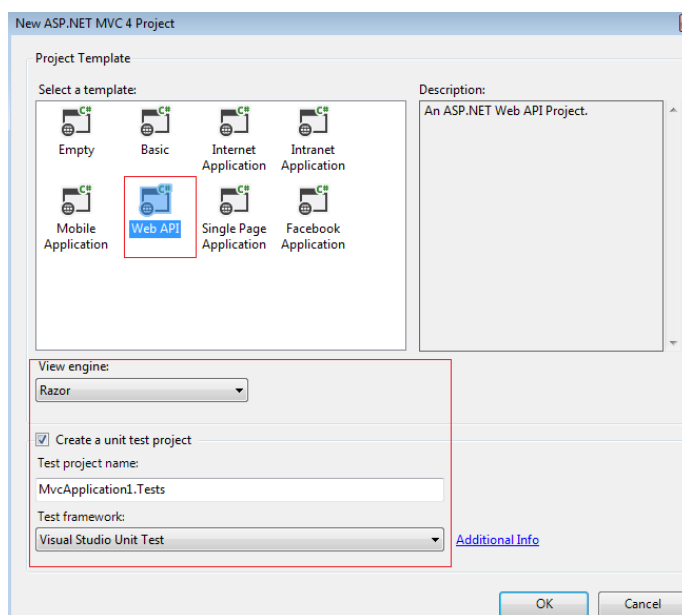 New ASP.NET MVC 4 Project
Project Template
Select a template:
Description:
An ASP.NET Web API Project.
C# C# C# C#
Empty Basic Internet Application Intranet Application
C# C# C# C#
Mobile Application Web API Single Page Application Facebook Application
View engine:
Razor
Create a unit test project
Test project name:
MvcApplication1.Tests
Test framework:
Visual Studio Unit Test
Additional Info
OK Cancel